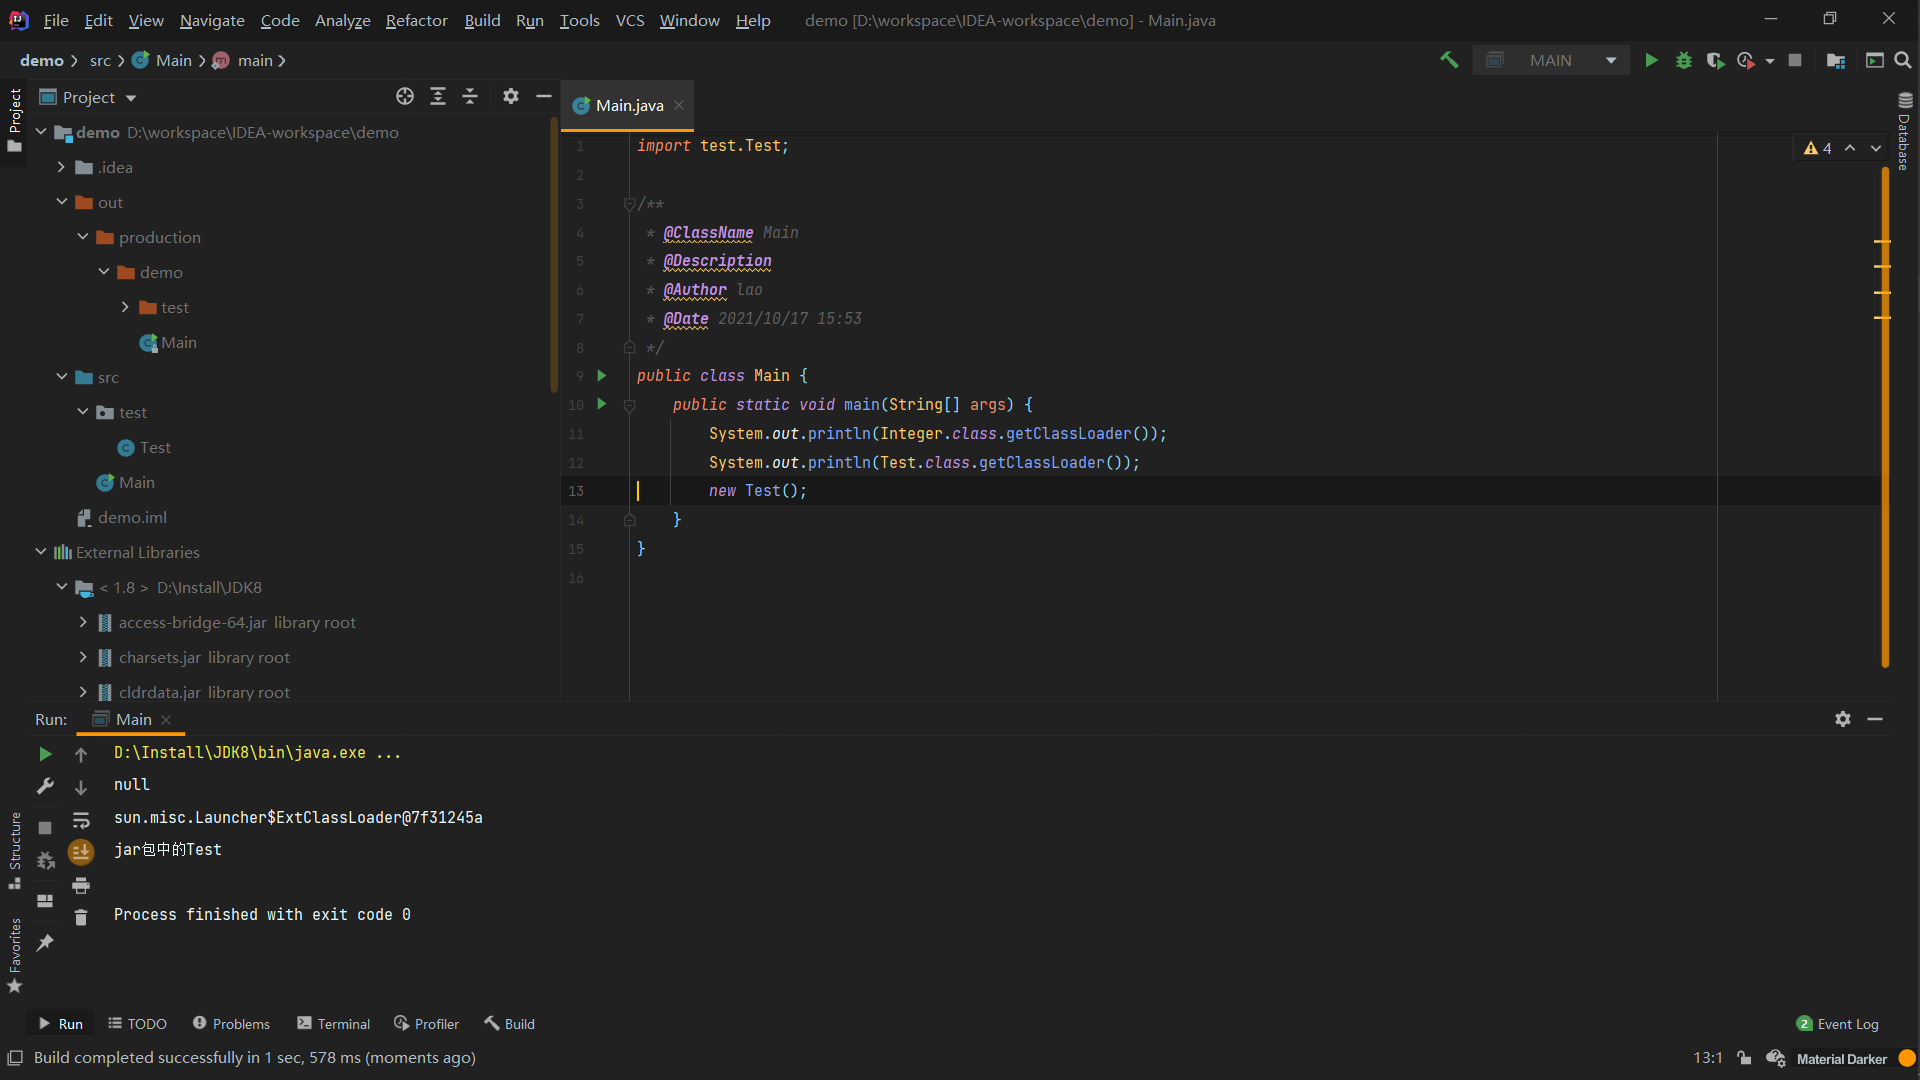 File Edit View Navigate Code Analyze Refactor Build Run Tools VCS Window Help demo [D:\workspace\IDEA-workspace\demo] - Main.java
demo src Main main
MAIN
Project
Project
demo D:\workspace\IDEA-workspace\demo
.idea
out
production
demo
test
Main
src
test
Test
Main
demo.iml
External Libraries
< 1.8 > D:\Install\JDK8
access-bridge-64.jar library root
charsets.jar library root
cldrdata.jar library root
Main.java
4
Database
1 import test.Test;
2
3 /**
4 * @ClassName Main
5 * @Description
6 * @Author lao
7 * @Date 2021/10/17 15:53
8 */
9 public class Main {
10 public static void main(String[] args) {
11 System.out.println(Integer.class.getClassLoader());
12 System.out.println(Test.class.getClassLoader());
13 new Test();
14 }
15 }
16
Run: Main
D:\Install\JDK8\bin\java.exe ...
null
sun.misc.Launcher$ExtClassLoader@7f31245a
jar包中的Test
Process finished with exit code 0
Structure
Favorites
Run TODO Problems Terminal Profiler Build
2 Event Log
Build completed successfully in 1 sec, 578 ms (moments ago)
13:1 Material Darker